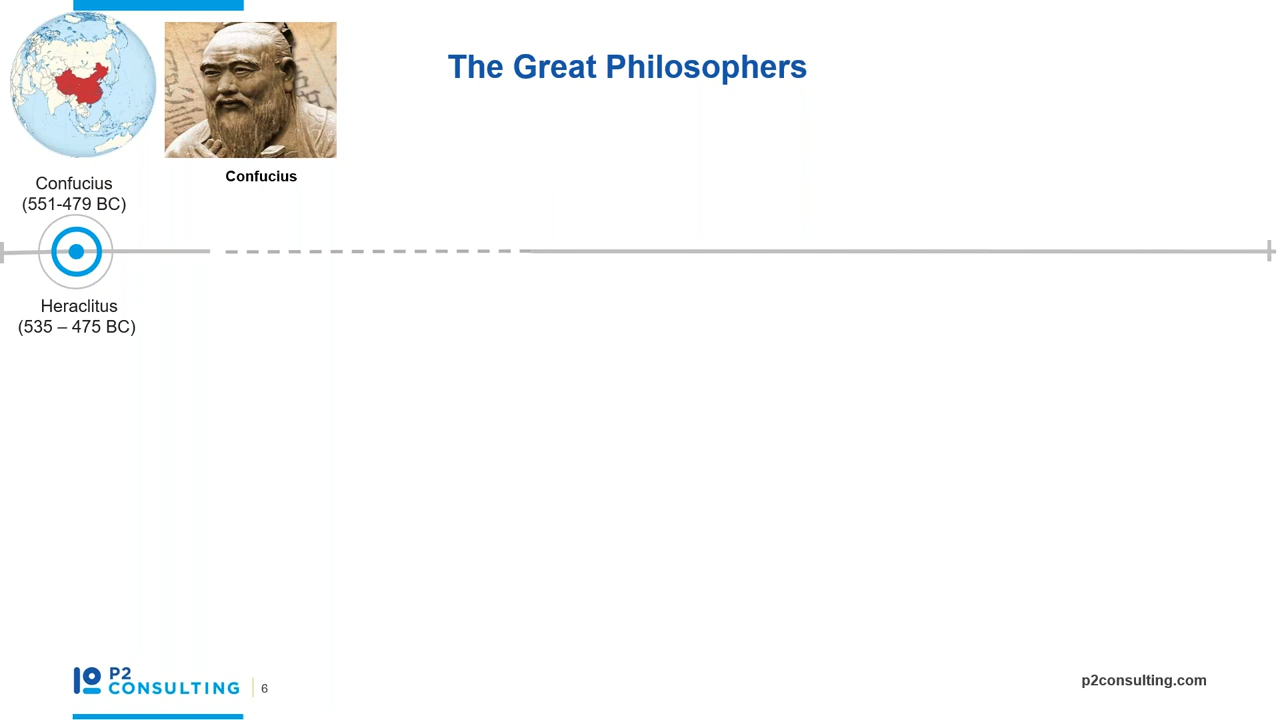 The Great Philosophers
Confucius
Confucius
(551-479 BC)
Heraclitus
(535 – 475 BC)
P2
CONSULTING
6
p2consulting.com